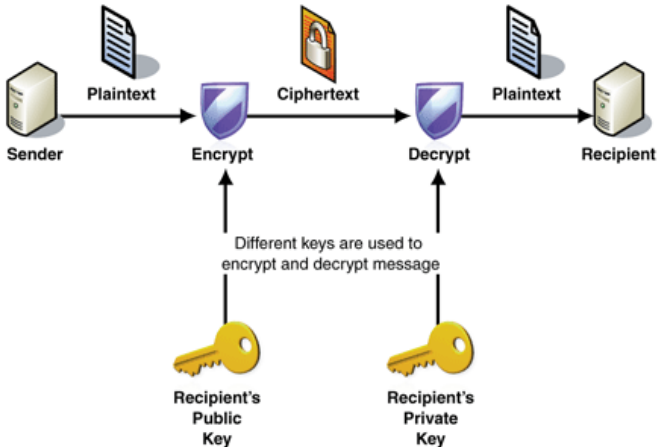 Plaintext
Ciphertext
Plaintext
Sender
Encrypt
Decrypt
Recipient
Different keys are used to
encrypt and decrypt message
Recipient's
Public
Key
Recipient's
Private
Key